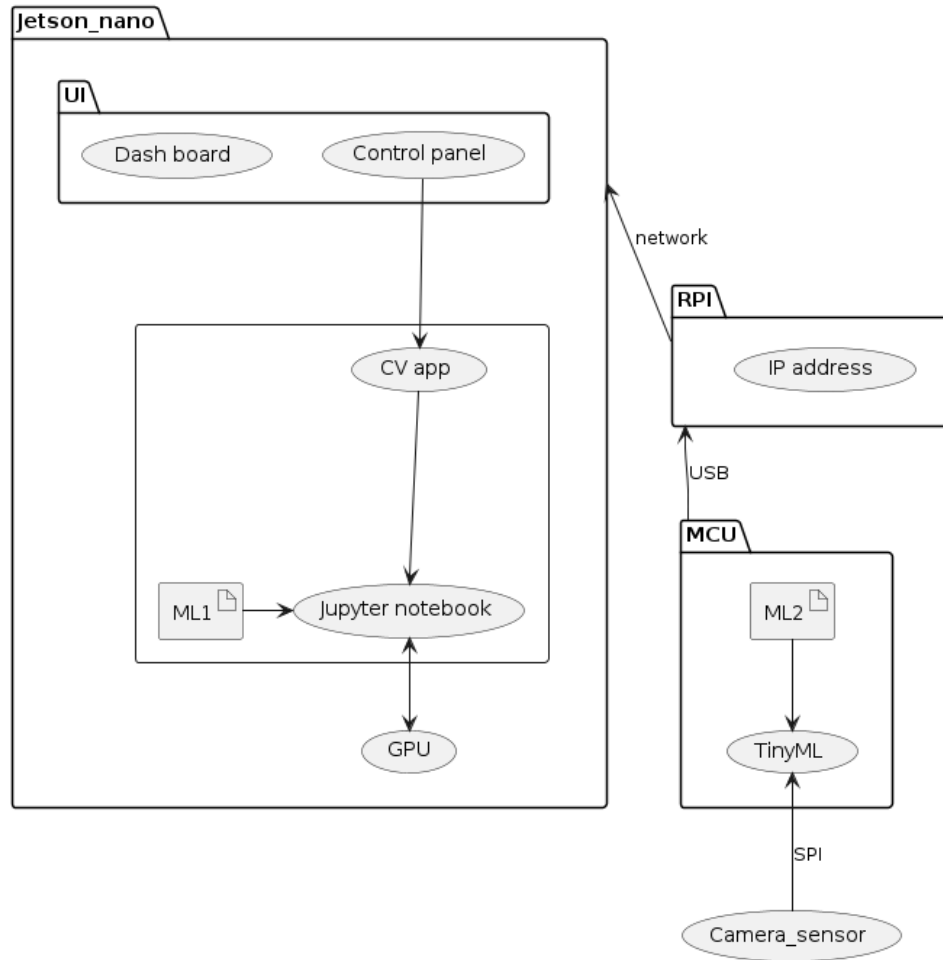 Jetson_nano
UI
Dash board
Control panel
network
RPI
IP address
CV app
USB
MCU
ML1
Jupyter notebook
ML2
GPU
TinyML
SPI
Camera_sensor